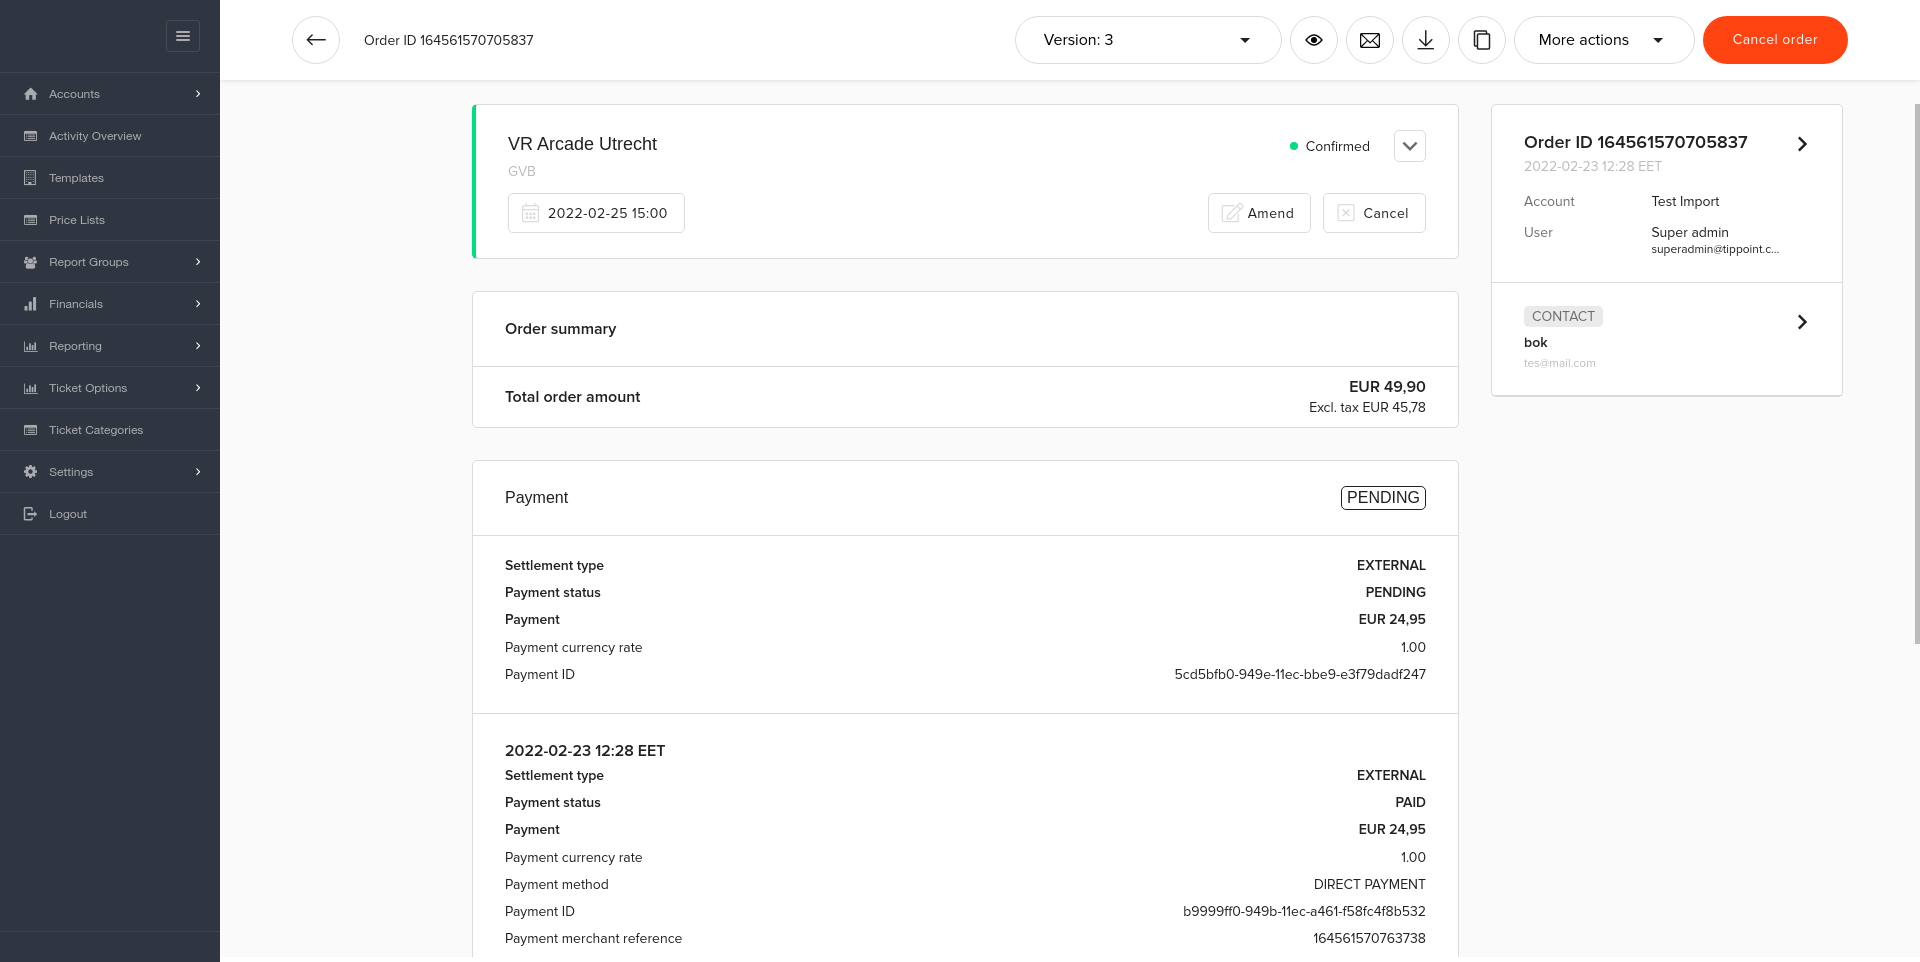 Order ID 164561570705837
Version: 3
More actions
Cancel order
Accounts
Activity Overview
Templates
Price Lists
Report Groups
Financials
Reporting
Ticket Options
Ticket Categories
Settings
Logout
VR Arcade Utrecht
Confirmed
GVB
2022-02-25 15:00
Amend
Cancel
Order summary
Total order amount
EUR 49,90
Excl. tax EUR 45,78
Payment
PENDING
Settlement type
EXTERNAL
Payment status
PENDING
Payment
EUR 24,95
Payment currency rate
1.00
Payment ID
5cd5bfb0-949e-11ec-bbe9-e3f79dadf247
2022-02-23 12:28 EET
Settlement type
EXTERNAL
Payment status
PAID
Payment
EUR 24,95
Payment currency rate
1.00
Payment method
DIRECT PAYMENT
Payment ID
b9999ff0-949b-11ec-a461-f58fc4f8b532
Payment merchant reference
164561570763738
Order ID 164561570705837
2022-02-23 12:28 EET
Account
Test Import
User
Super admin
superadmin@tippoint.c...
CONTACT
bok
tes@mail.com